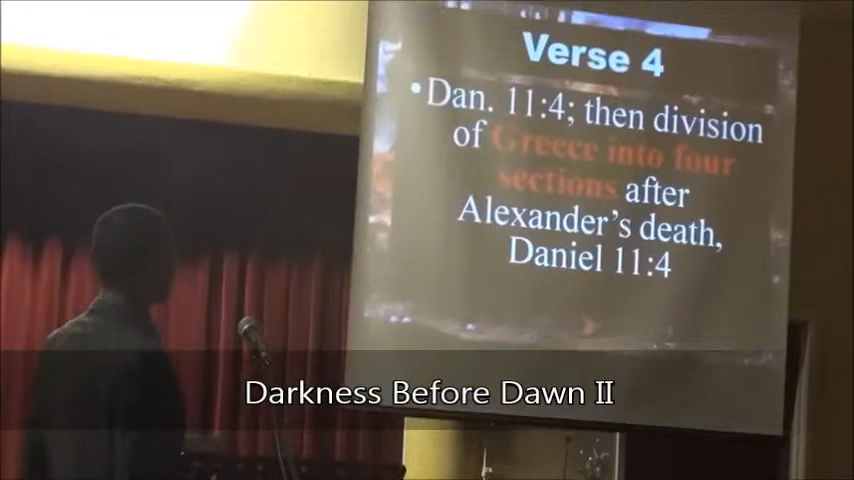 Verse 4
• Dan. 11:4; then division
of Greece into four
sections after
Alexander's death,
Daniel 11:4
Darkness Before Dawn II